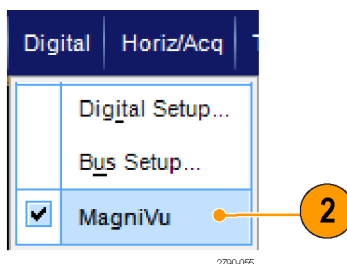 Digital Horiz/Acq
Digital Setup...
Bus Setup...
MagniVu 2
2790-055